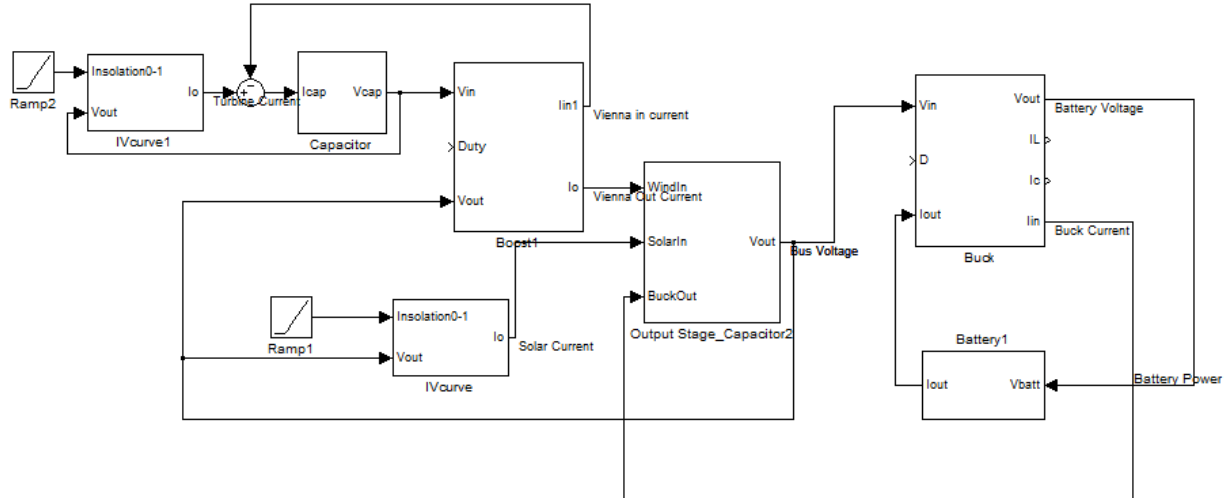 Insolation0-1
Vout
Io
IVcurve1
Ramp2
Turbine Current
+
−
Icap
Vcap
Capacitor
Vin
Duty
Vout
Iin1
Io
Boost1
Vienna in current
Vienna Out Current
WindIn
SolarIn
BuckOut
Vout
Output Stage_Capacitor2
Bus Voltage
Ramp1
Insolation0-1
Vout
Io
IVcurve
Solar Current
Vin
D
Iout
Vout
IL
Ic
Iin
Buck
Battery Voltage
Buck Current
Battery1
Iout
Vbatt
Battery Power